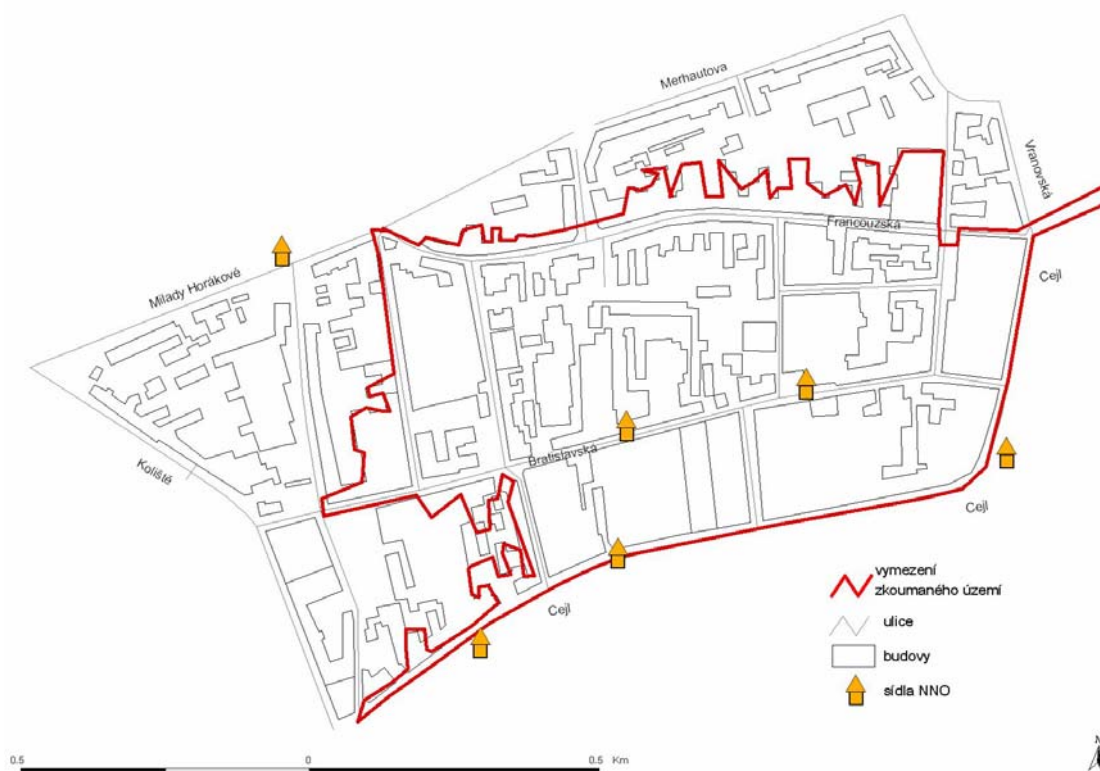 Merhautova
Vranovská
Francouzská
Milady Horákové
Cejl
Koliště
Bratislavská
Cejl
Cejl
vymezení
zkoumaného území
ulice
budovy
sídla NNO
0.5 0 0.5 Km
N